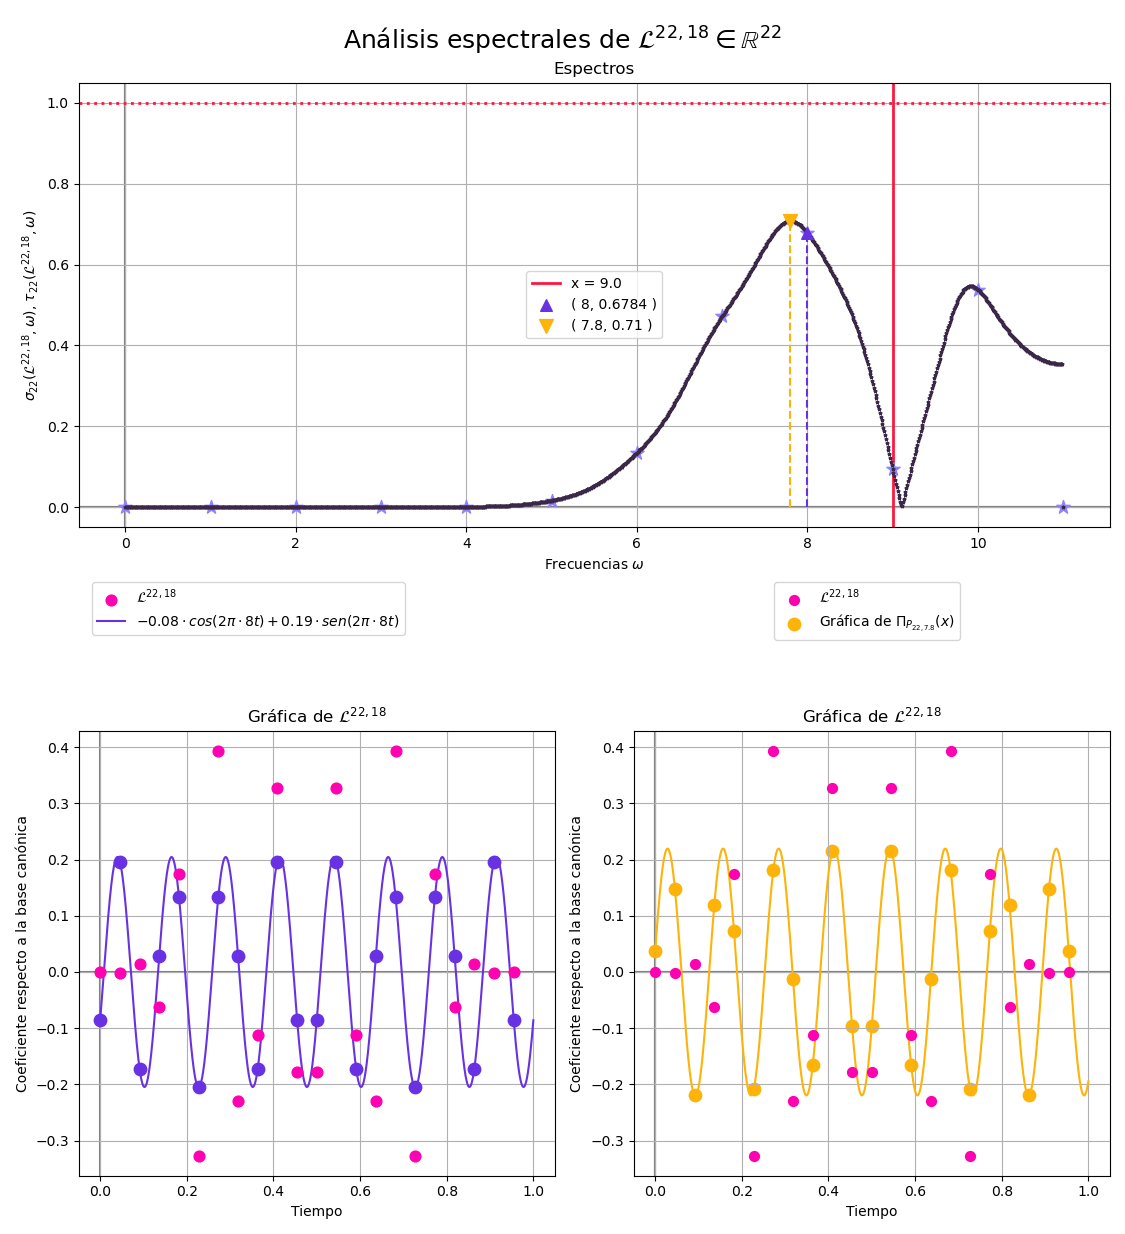 Análisis espectrales de 𝓛^{22,18} ∈ ℝ^{22}
Espectros
1.0
0.8
0.6
0.4
0.2
0.0
σ_{22}(𝓛^{22,18}, ω), τ_{22}(𝓛^{22,18}, ω)
x = 9.0
( 8, 0.6784 )
( 7.8, 0.71 )
0 2 4 6 8 10
Frecuencias ω
𝓛^{22,18}
−0.08 · cos(2π · 8t) + 0.19 · sen(2π · 8t)
𝓛^{22,18}
Gráfica de Π_{P_{22,7.8}}(x)
Gráfica de 𝓛^{22,18}
0.4
0.3
0.2
0.1
0.0
−0.1
−0.2
−0.3
Coeficiente respecto a la base canónica
0.0 0.2 0.4 0.6 0.8 1.0
Tiempo
Gráfica de 𝓛^{22,18}
0.4
0.3
0.2
0.1
0.0
−0.1
−0.2
−0.3
Coeficiente respecto a la base canónica
0.0 0.2 0.4 0.6 0.8 1.0
Tiempo